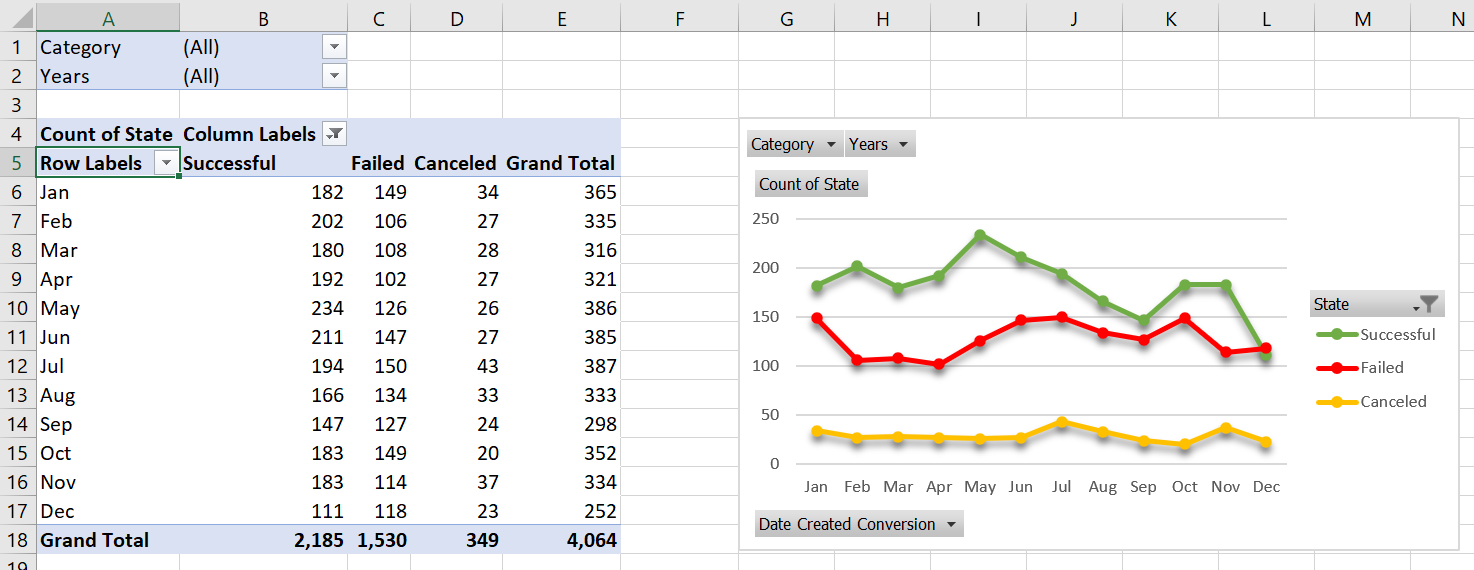 A B C D E F G H I J K L M N
1 Category (All)
2 Years (All)
3
4 Count of State Column Labels
5 Row Labels Successful Failed Canceled Grand Total
6 Jan 182 149 34 365
7 Feb 202 106 27 335
8 Mar 180 108 28 316
9 Apr 192 102 27 321
10 May 234 126 26 386
11 Jun 211 147 27 385
12 Jul 194 150 43 387
13 Aug 166 134 33 333
14 Sep 147 127 24 298
15 Oct 183 149 20 352
16 Nov 183 114 37 334
17 Dec 111 118 23 252
18 Grand Total 2,185 1,530 349 4,064
19
Category Years
Count of State
250
200
150
100
50
0
Jan Feb Mar Apr May Jun Jul Aug Sep Oct Nov Dec
Date Created Conversion
State
Successful
Failed
Canceled